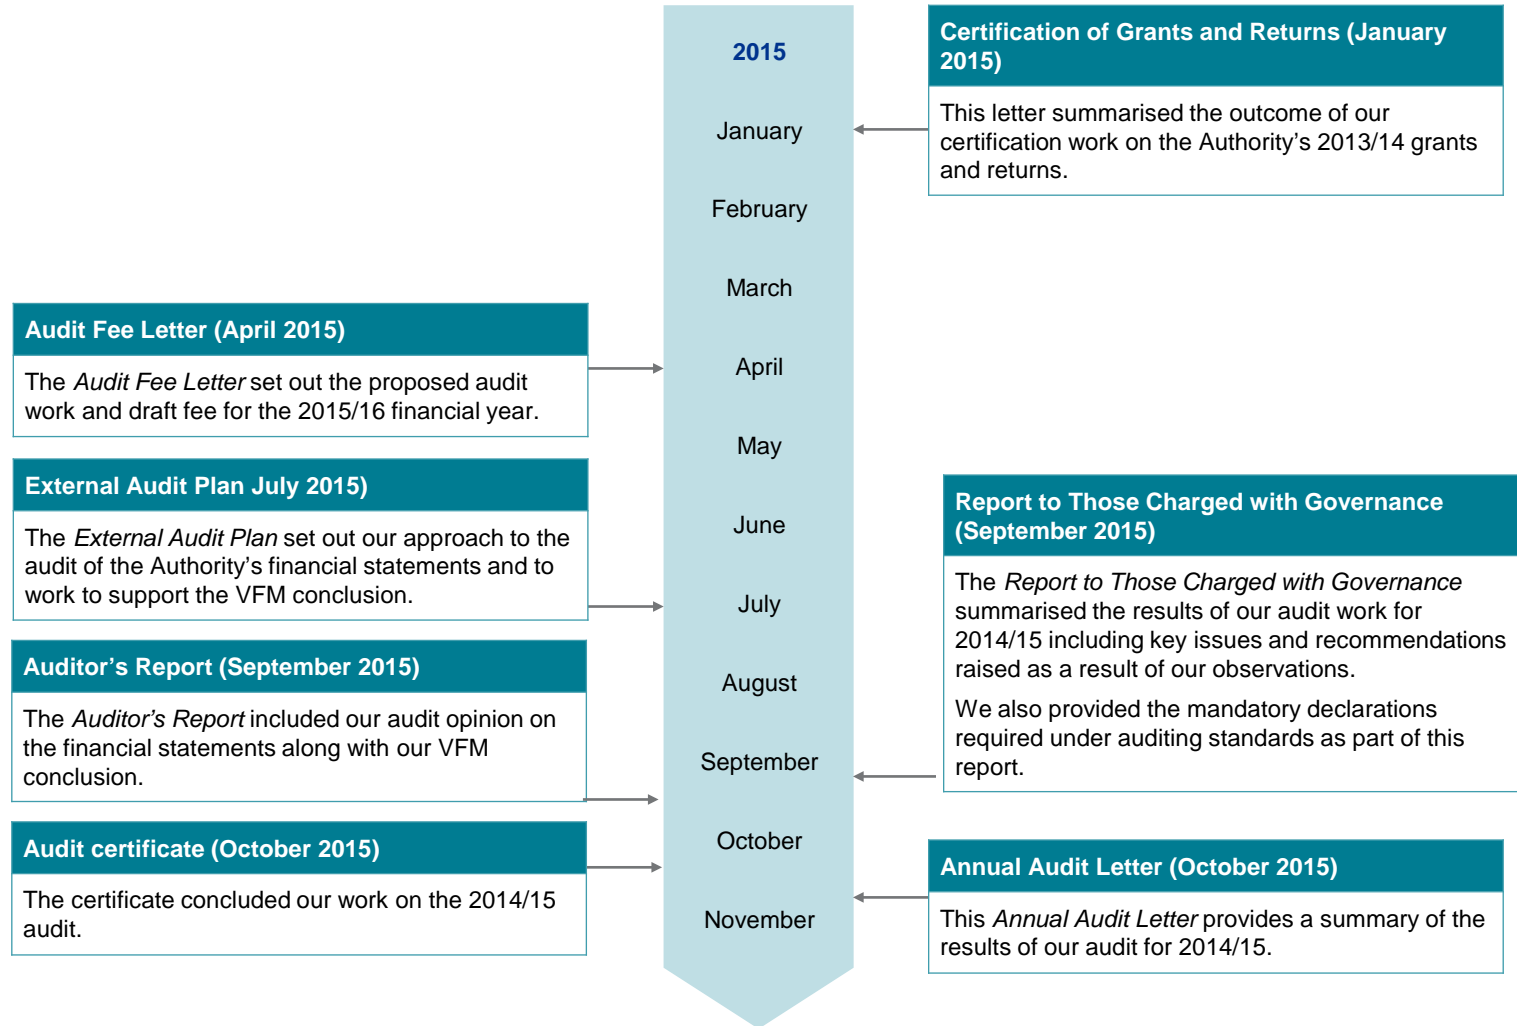 2015
January
February
March
April
May
June
July
August
September
October
November
Certification of Grants and Returns (January
2015)
This letter summarised the outcome of our
certification work on the Authority’s 2013/14 grants
and returns.
Audit Fee Letter (April 2015)
The Audit Fee Letter set out the proposed audit
work and draft fee for the 2015/16 financial year.
External Audit Plan July 2015)
The External Audit Plan set out our approach to the
audit of the Authority’s financial statements and to
work to support the VFM conclusion.
Auditor’s Report (September 2015)
The Auditor’s Report included our audit opinion on
the financial statements along with our VFM
conclusion.
Audit certificate (October 2015)
The certificate concluded our work on the 2014/15
audit.
Report to Those Charged with Governance
(September 2015)
The Report to Those Charged with Governance
summarised the results of our audit work for
2014/15 including key issues and recommendations
raised as a result of our observations.
We also provided the mandatory declarations
required under auditing standards as part of this
report.
Annual Audit Letter (October 2015)
This Annual Audit Letter provides a summary of the
results of our audit for 2014/15.